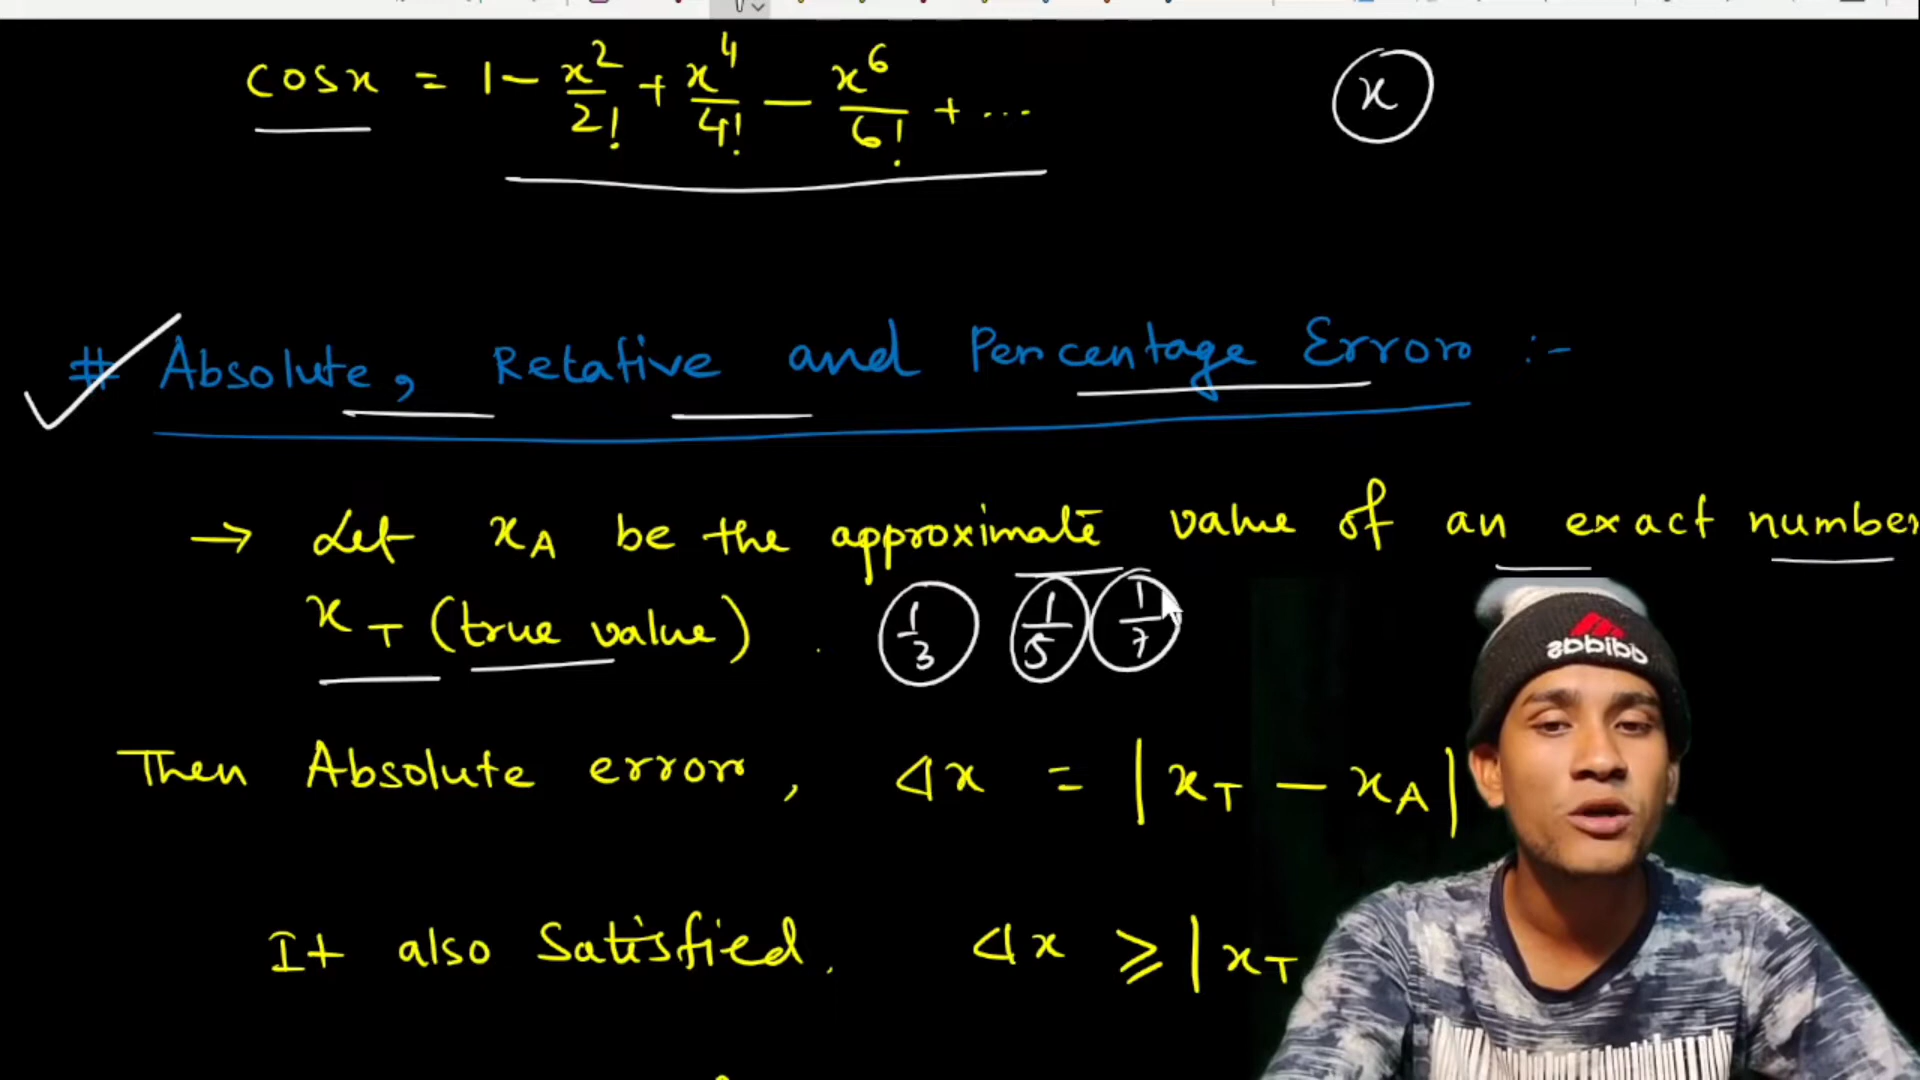 cosx = 1 - x²/2! + x⁴/4! - x⁶/6! + ...
x
# Absolute, Relative and Percentage Error :-
→ Let x_A be the approximate value of an exact number
x_T (true value) . 1/3 1/5 1/7
Then Absolute error, Δx = |x_T - x_A|
It also Satisfied. Δx ≥ |x_T
adidas